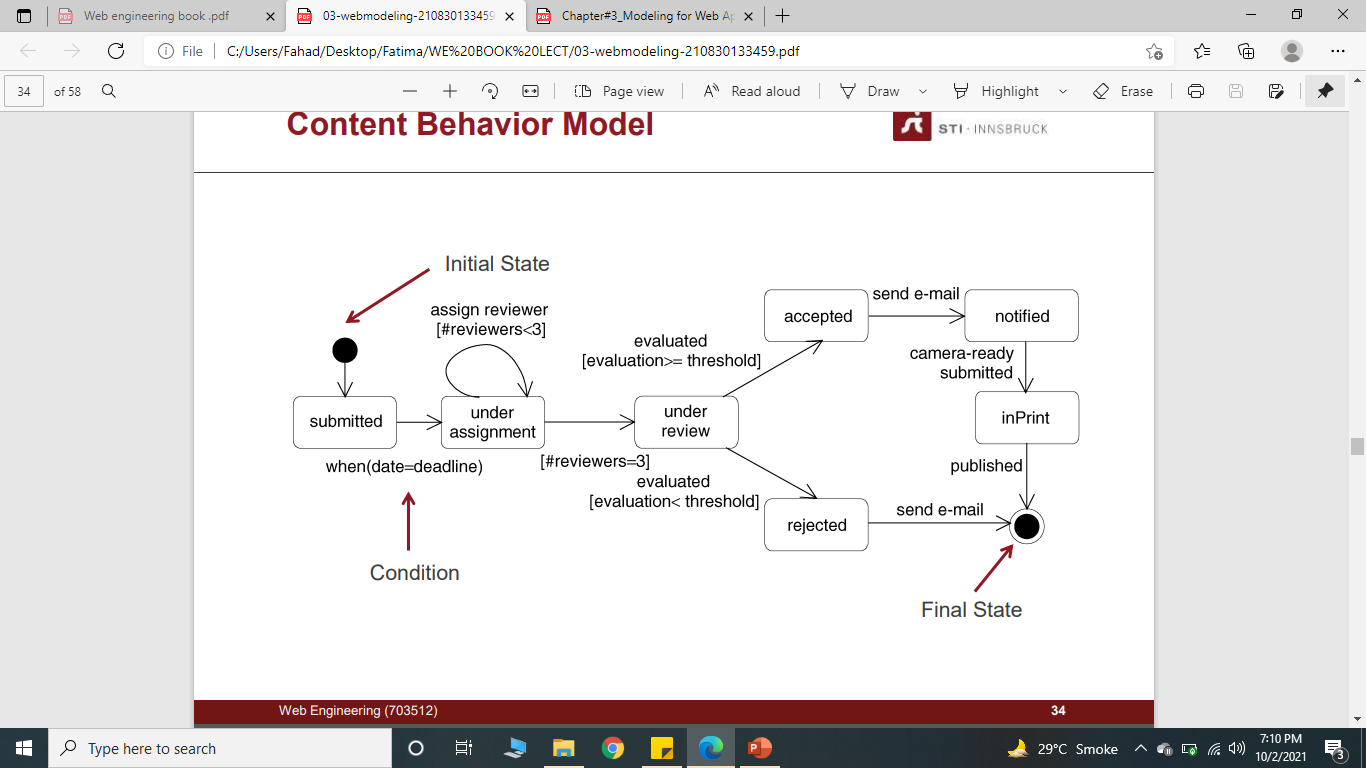 Web engineering book .pdf
03-webmodeling-210830133459
Chapter#3_Modeling for Web Ap
File
C:/Users/Fahad/Desktop/Fatima/WE%20BOOK%20LECT/03-webmodeling-210830133459.pdf
34
of 58
Page view
Read aloud
Draw
Highlight
Erase
Content Behavior Model
STI · INNSBRUCK
Initial State
assign reviewer
[#reviewers<3]
submitted
when(date=deadline)
under
assignment
[#reviewers=3]
under
review
evaluated
[evaluation>= threshold]
evaluated
[evaluation< threshold]
accepted
send e-mail
notified
camera-ready
submitted
inPrint
published
rejected
send e-mail
Condition
Final State
Web Engineering (703512)
34
Type here to search
29°C Smoke
7:10 PM
10/2/2021
3